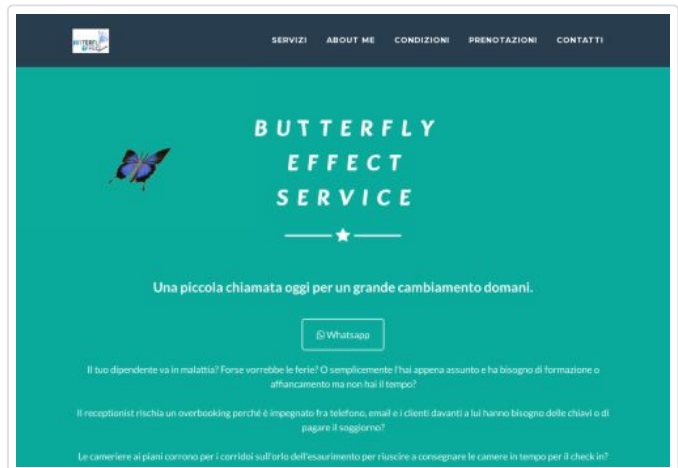 BUTTERFLY
EFFECT
SERVIZI ABOUT ME CONDIZIONI PRENOTAZIONI CONTATTI
BUTTERFLY
EFFECT
SERVICE
Una piccola chiamata oggi per un grande cambiamento domani.
Whatsapp
Il tuo dipendente va in malattia? Forse vorrebbe le ferie? O semplicemente l'hai appena assunto e ha bisogno di formazione o
affiancamento ma non hai il tempo?
Il receptionist rischia un overbooking perché è impegnato fra telefono, email e i clienti davanti a lui hanno bisogno delle chiavi o di
pagare il soggiorno?
Le cameriere ai piani corrono per i corridoi sull'orlo dell'esaurimento per riuscire a consegnare le camere in tempo per il check in?